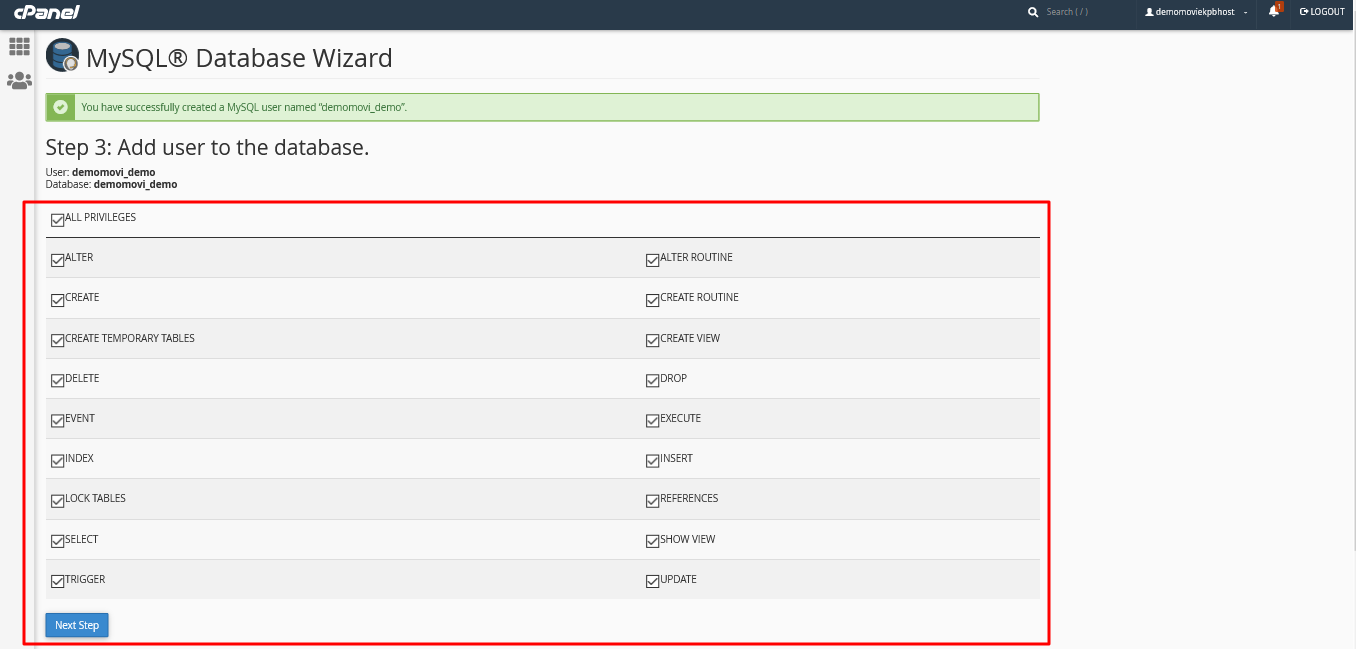 cPanel
Search ( / )
demomoviekpbhost
1
LOGOUT
MySQL® Database Wizard
You have successfully created a MySQL user named “demomovi_demo”.
Step 3: Add user to the database.
User: demomovi_demo
Database: demomovi_demo
ALL PRIVILEGES
ALTER
ALTER ROUTINE
CREATE
CREATE ROUTINE
CREATE TEMPORARY TABLES
CREATE VIEW
DELETE
DROP
EVENT
EXECUTE
INDEX
INSERT
LOCK TABLES
REFERENCES
SELECT
SHOW VIEW
TRIGGER
UPDATE
Next Step